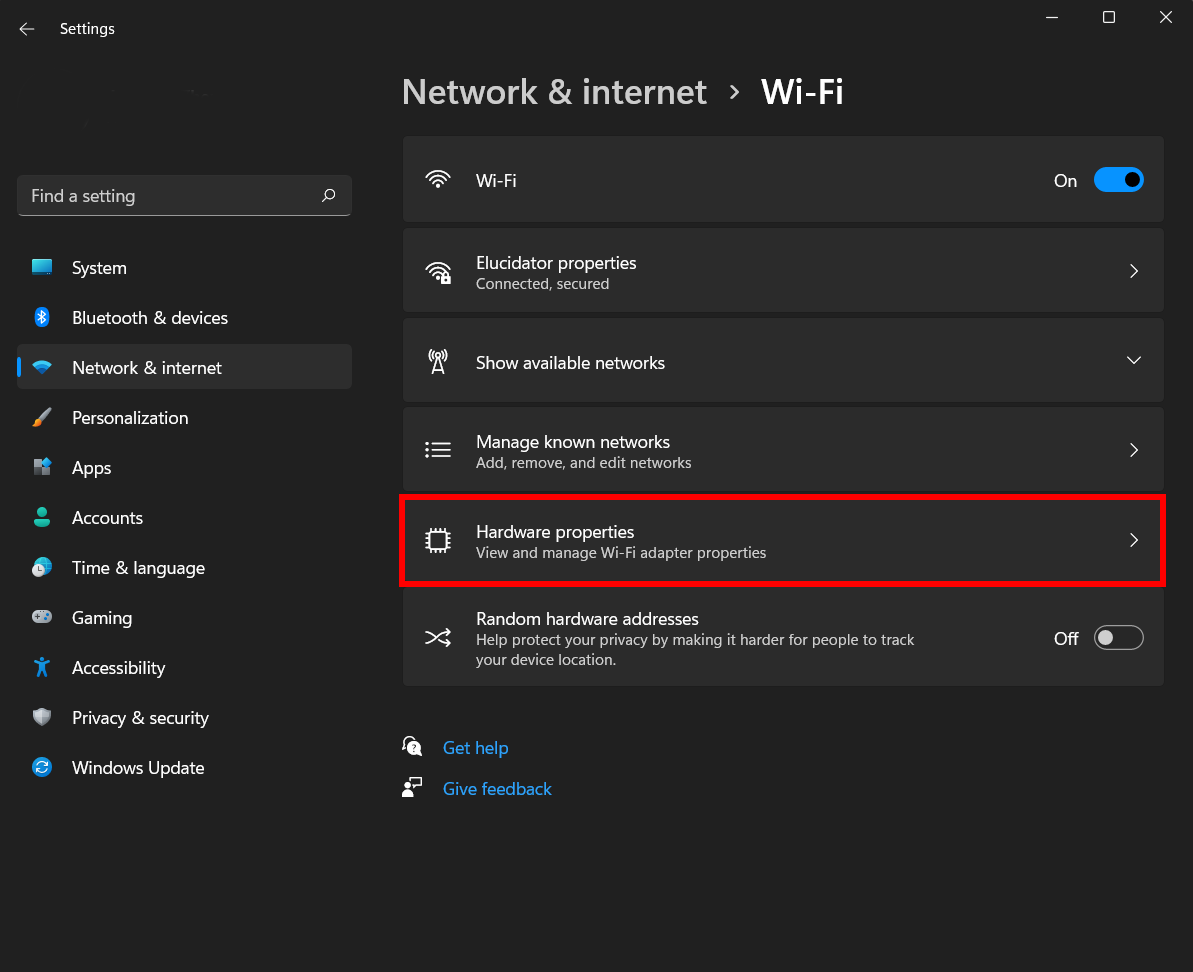 Settings
Network & internet > Wi-Fi
Find a setting
System
Bluetooth & devices
Network & internet
Personalization
Apps
Accounts
Time & language
Gaming
Accessibility
Privacy & security
Windows Update
Wi-Fi
On
Elucidator properties
Connected, secured
Show available networks
Manage known networks
Add, remove, and edit networks
Hardware properties
View and manage Wi-Fi adapter properties
Random hardware addresses
Help protect your privacy by making it harder for people to track
your device location.
Off
Get help
Give feedback